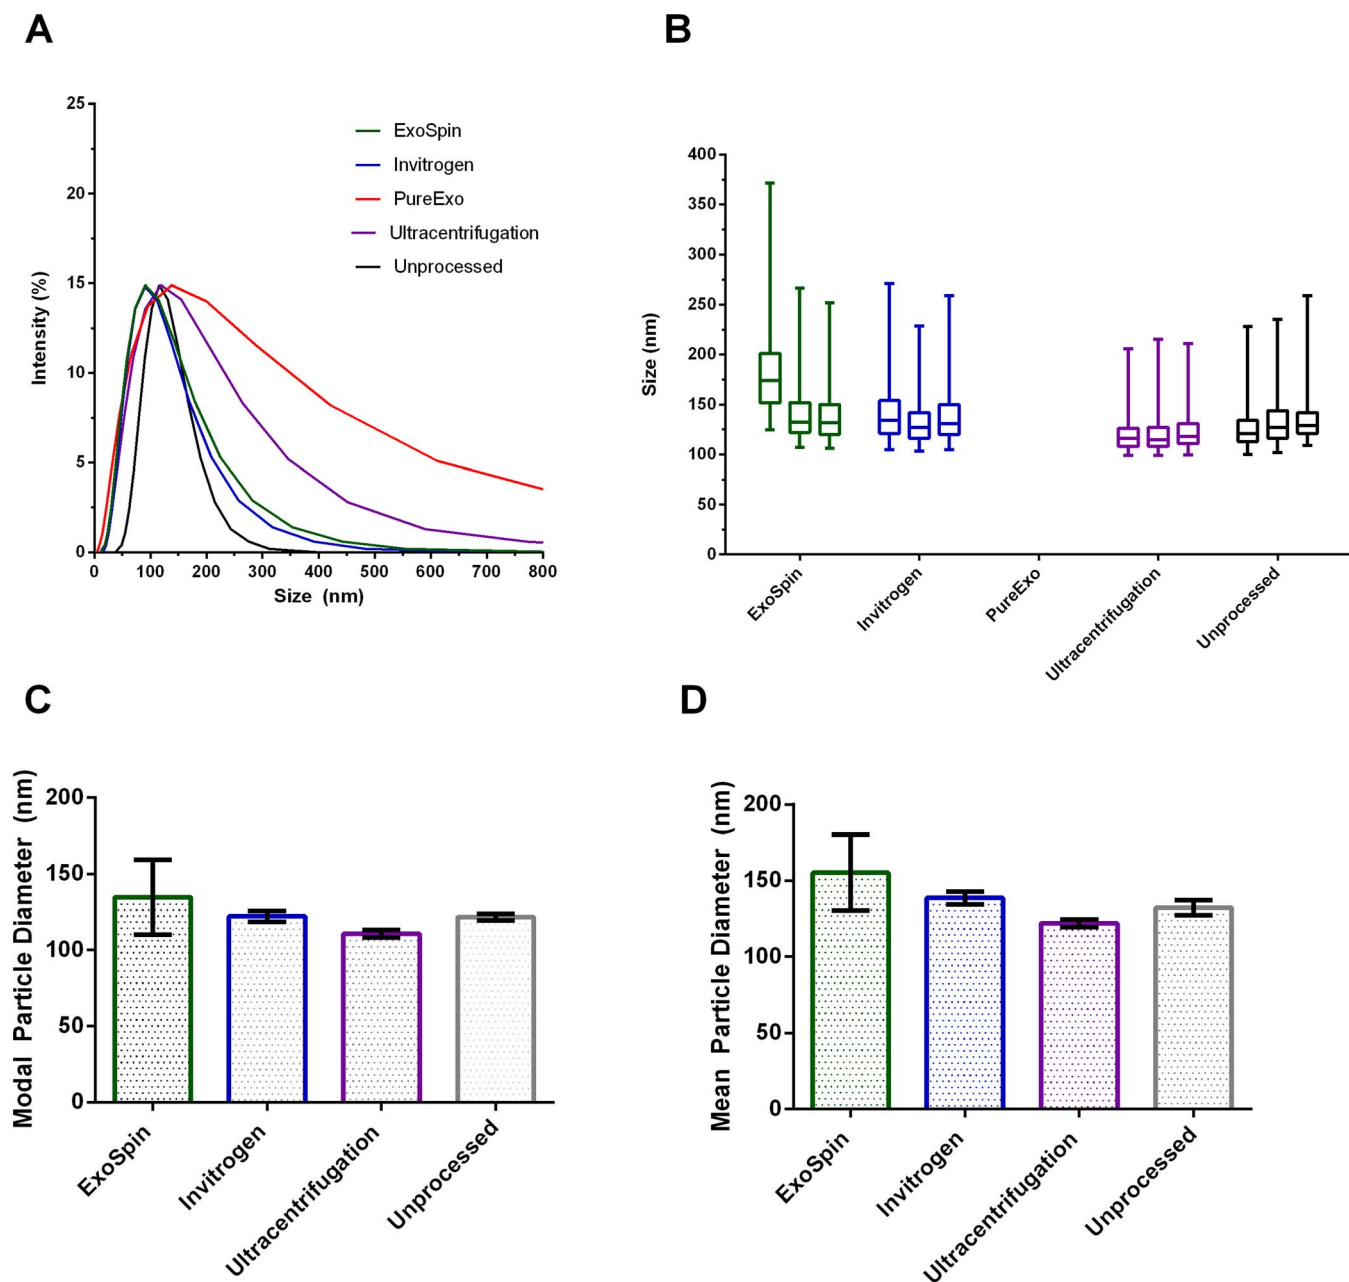 A
B
25
20
15
10
5
0
Intensity (%)
ExoSpin
Invitrogen
PureExo
Ultracentrifugation
Unprocessed
0 100 200 300 400 500 600 700 800
Size (nm)
400
350
300
250
200
150
100
50
0
Size (nm)
ExoSpin
Invitrogen
PureExo
Ultracentrifugation
Unprocessed
C
D
200
150
100
50
0
Modal Particle Diameter (nm)
ExoSpin
Invitrogen
Ultracentrifugation
Unprocessed
200
150
100
50
0
Mean Particle Diameter (nm)
ExoSpin
Invitrogen
Ultracentrifugation
Unprocessed